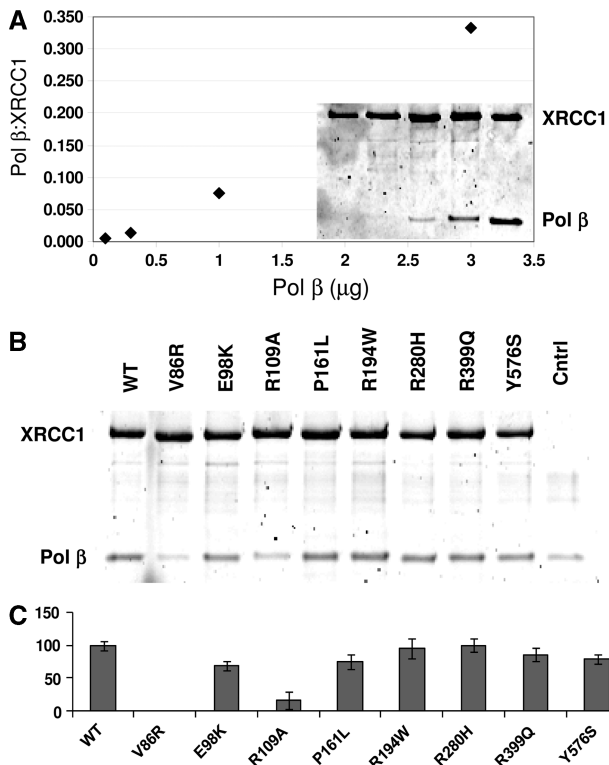 A
Pol β:XRCC1
0.350
0.300
0.250
0.200
0.150
0.100
0.050
0.000
XRCC1
Pol β
0 0.5 1 1.5 2 2.5 3 3.5
Pol β (μg)
B
WT V86R E98K R109A P161L R194W R280H R399Q Y576S Cntrl
XRCC1
Pol β
C
150
100
50
0
WT V86R E98K R109A P161L R194W R280H R399Q Y576S